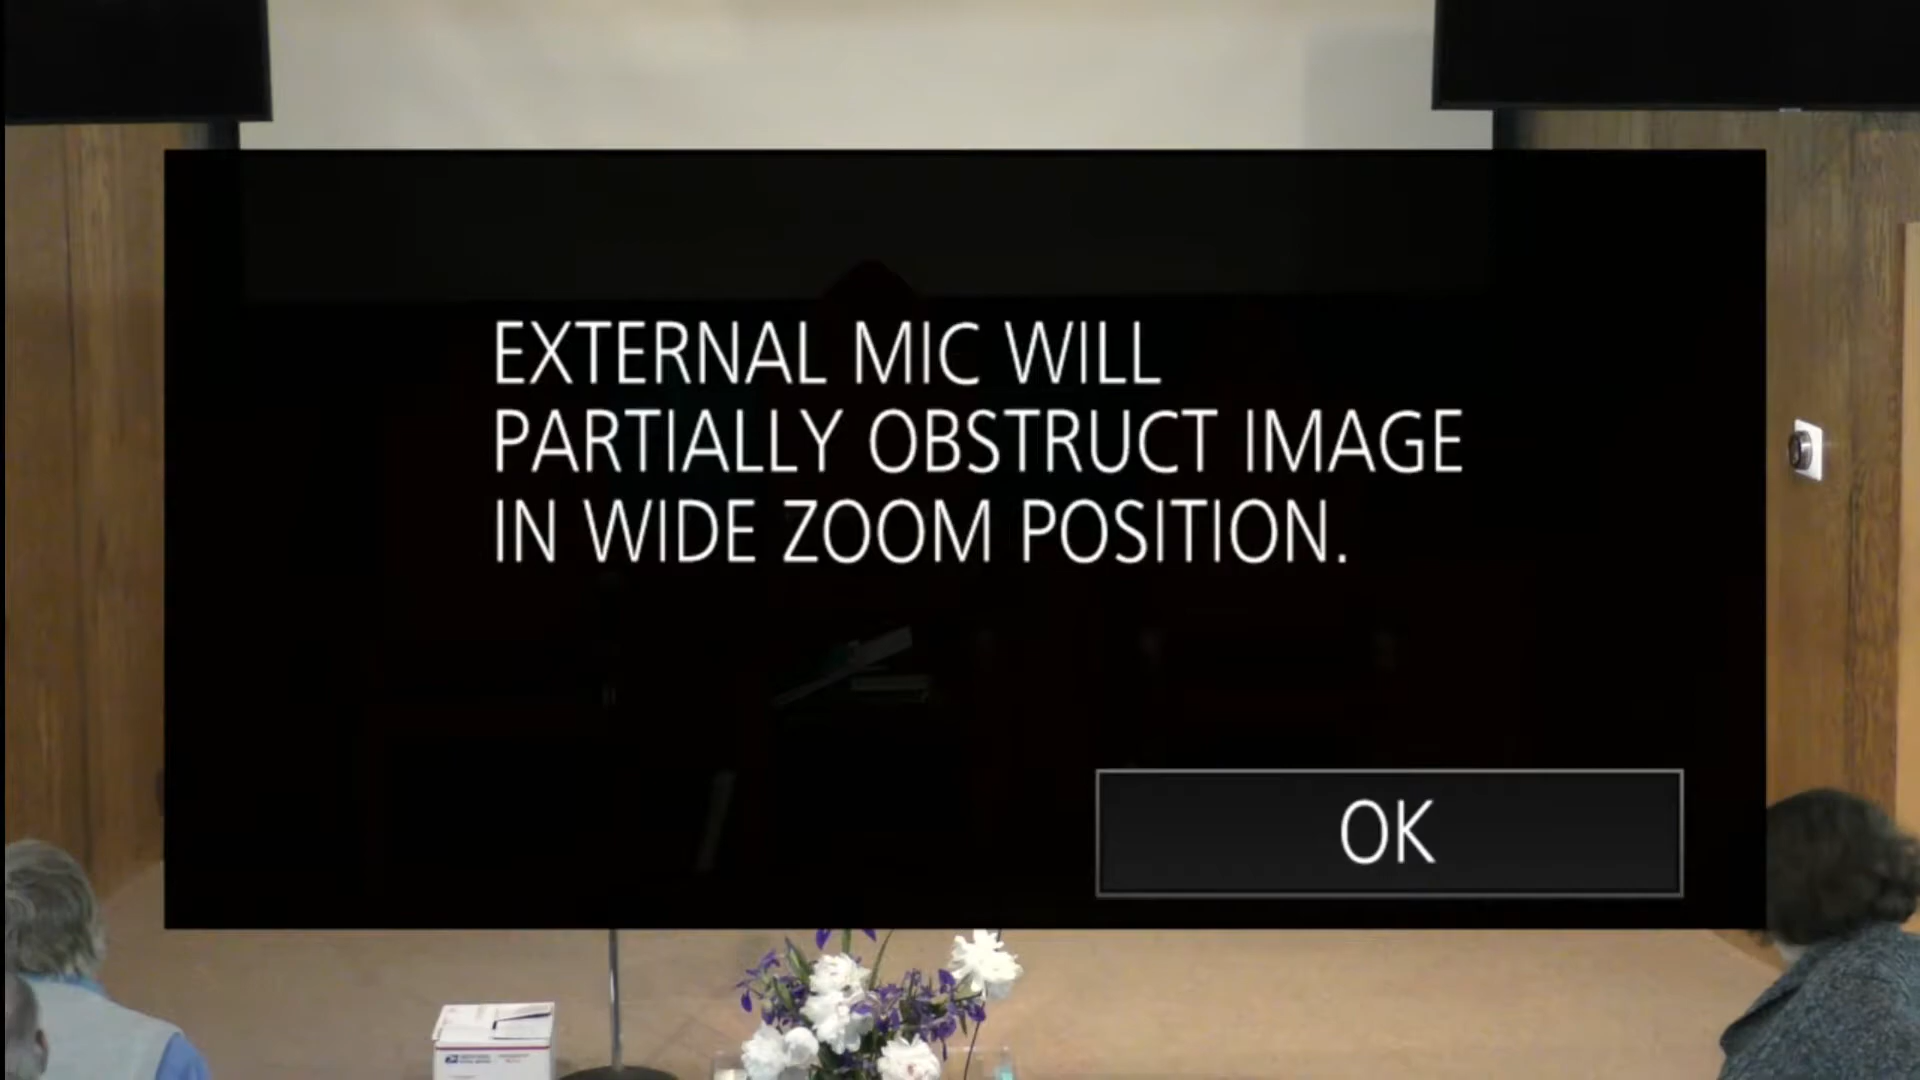 EXTERNAL MIC WILL
PARTIALLY OBSTRUCT IMAGE
IN WIDE ZOOM POSITION.
OK